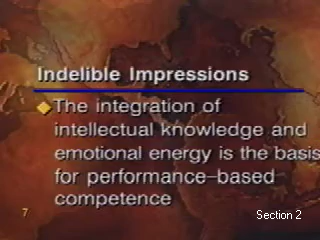 Indelible Impressions
The integration of
intellectual knowledge and
emotional energy is the basis
for performance-based
competence
7
Section 2